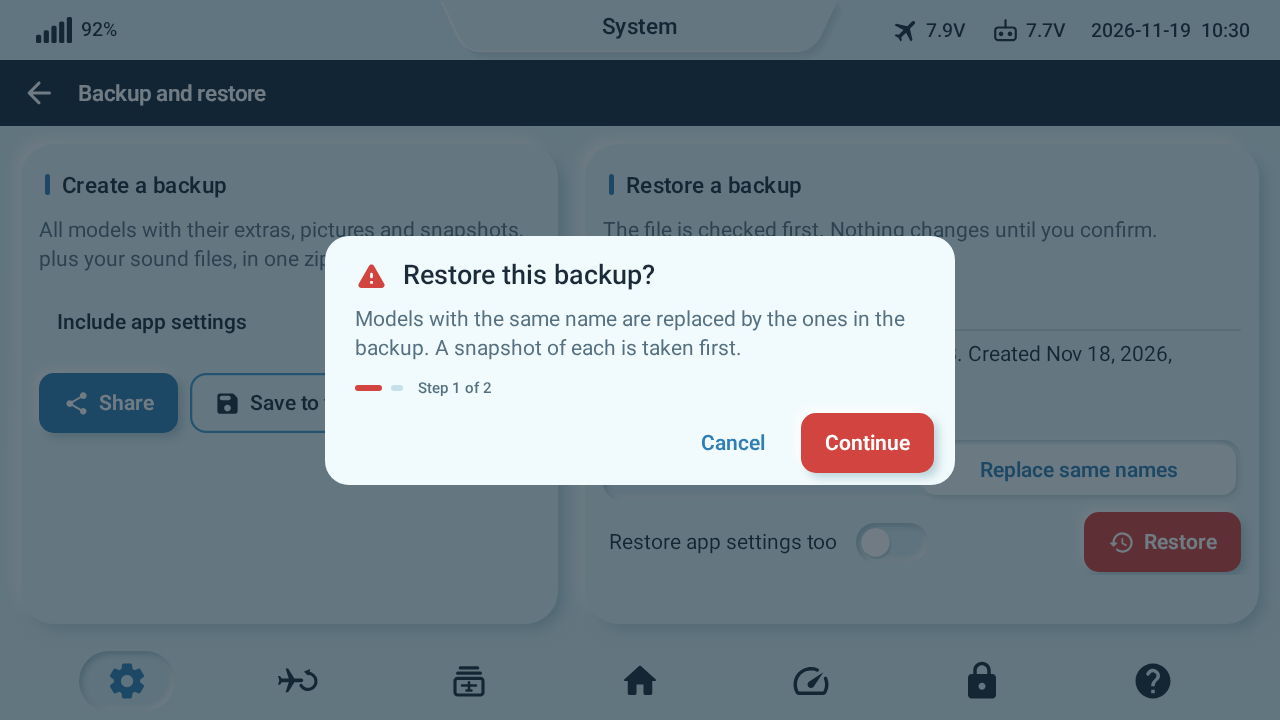 92%
System
7.9V
7.7V
2026-11-19 10:30
Backup and restore
Create a backup
All models with their extras, pictures and snapshots,
plus your sound files, in one zip
Include app settings
Share
Save to
Restore a backup
The file is checked first. Nothing changes until you confirm.
. Created Nov 18, 2026,
Replace same names
Restore app settings too
Restore
Restore this backup?
Models with the same name are replaced by the ones in the
backup. A snapshot of each is taken first.
Step 1 of 2
Cancel
Continue